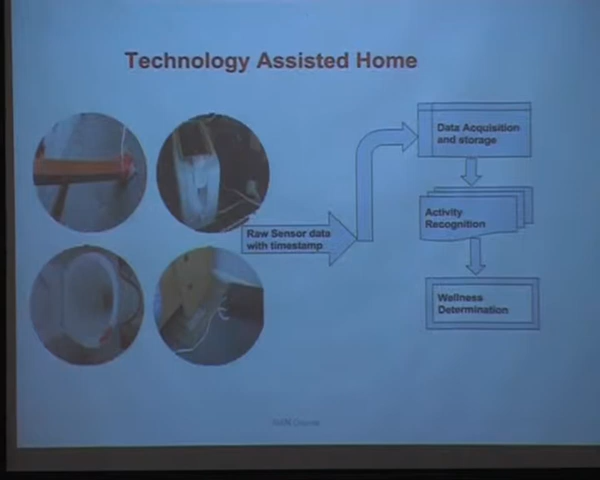 Technology Assisted Home
Data Acquisition
and storage
Activity
Recognition
Raw Sensor data
with timestamp
Wellness
Determination